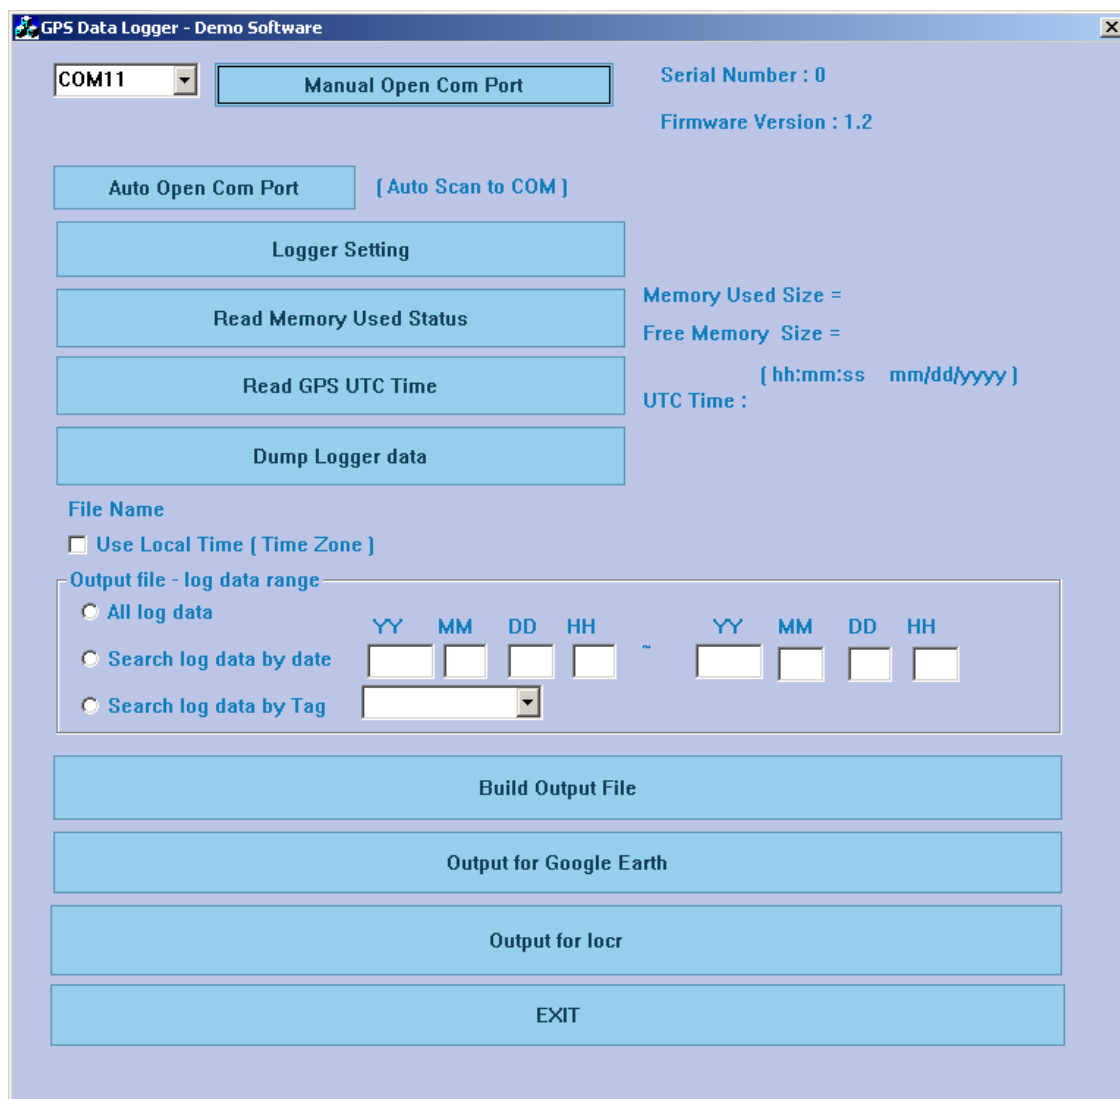 GPS Data Logger - Demo Software
COM11
Manual Open Com Port
Serial Number : 0
Firmware Version : 1.2
Auto Open Com Port
( Auto Scan to COM )
Logger Setting
Read Memory Used Status
Memory Used Size =
Free Memory Size =
Read GPS UTC Time
( hh:mm:ss mm/dd/yyyy )
UTC Time :
Dump Logger data
File Name
Use Local Time ( Time Zone )
Output file - log data range
All log data
YY MM DD HH YY MM DD HH
Search log data by date ~
Search log data by Tag
Build Output File
Output for Google Earth
Output for locr
EXIT